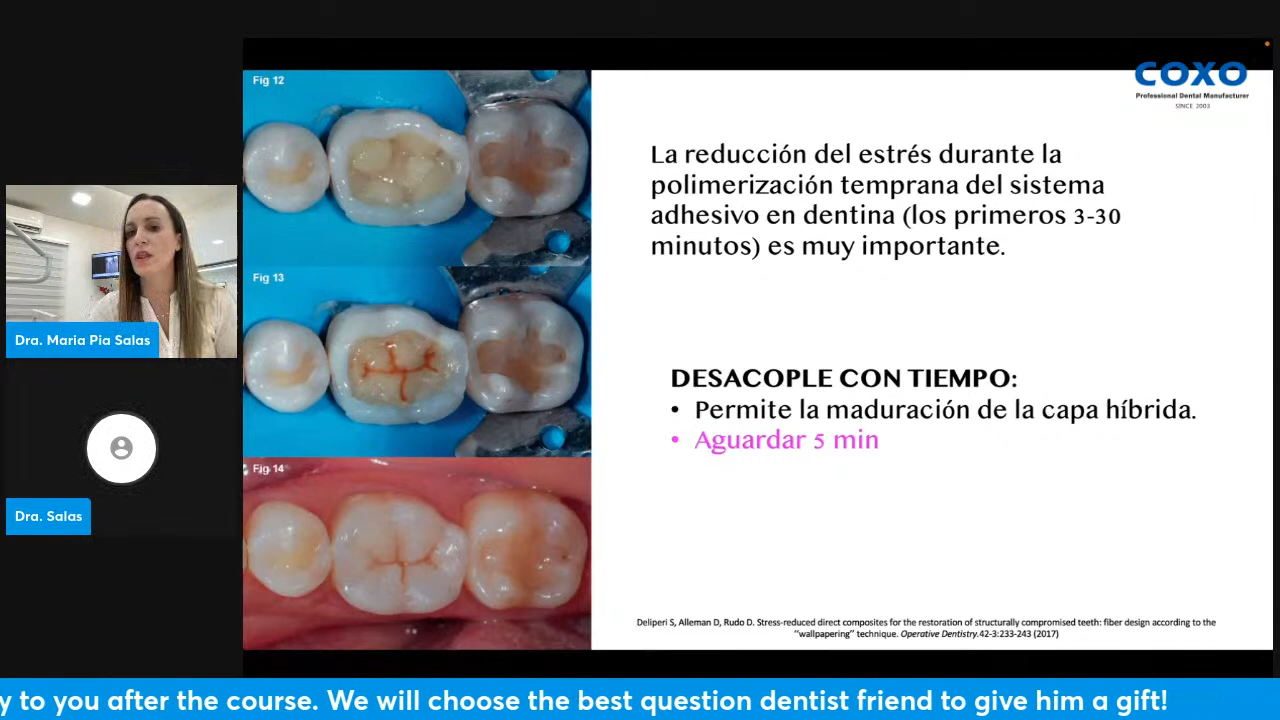 Fig 12
Fig 13
Fig 14
COXO
Professional Dental Manufacturer
SINCE 2003
La reducción del estrés durante la
polimerización temprana del sistema
adhesivo en dentina (los primeros 3-30
minutos) es muy importante.
DESACOPLE CON TIEMPO:
• Permite la maduración de la capa híbrida.
• Aguardar 5 min
Deliperi S, Alleman D, Rudo D. Stress-reduced direct composites for the restoration of structurally compromised teeth: fiber design according to the
"wallpapering" technique. Operative Dentistry.42-3:233-243 (2017)
Dra. Maria Pia Salas
Dra. Salas
y to you after the course. We will choose the best question dentist friend to give him a gift!